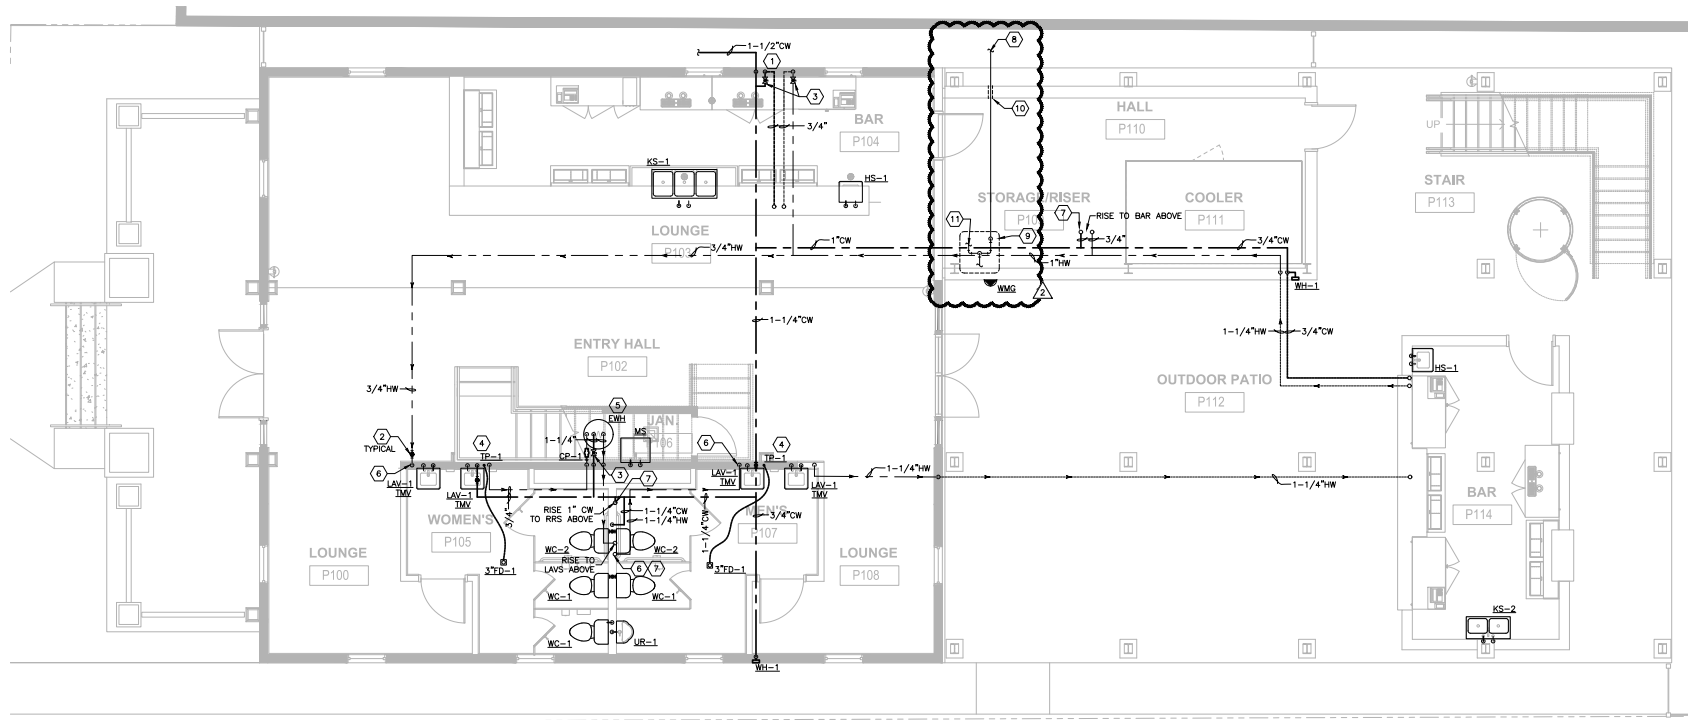 1-1/2"CW
1
8
3
10
HALL
P110
BAR
P104
3/4"
UP
KS-1
HS-1
STAIR
P113
STORAGE/RISER
P10
COOLER
P111
7
RISE TO BAR ABOVE
11
9
3/4"
LOUNGE
P103
3/4"HW
1"CW
3/4"CW
1"HW
WH-1
WMG
2
1-1/4"CW
1-1/4"HW
3/4"CW
ENTRY HALL
P102
HS-1
OUTDOOR PATIO
P112
3/4"HW
5
EWH
JAN.
06
MS
2
TYPICAL
4
TP-1
1-1/4"
CP-1
6
4
TP-1
6
3
7
LAV-1
TMV
LAV-1
TMV
LAV-1
TMV
LAV-1
TMV
1-1/4"HW
1-1/4"HW
BAR
P114
3/4"
RISE 1" CW
TO RRS ABOVE
1-1/4"CW
1-1/4"HW
1-1/4"CW
3/4"CW
WOMEN'S
P105
MEN'S
P107
LOUNGE
P100
LOUNGE
P108
WC-2
WC-2
RISE TO
LAVS ABOVE
6
7
3"FD-1
3"FD-1
WC-1
WC-1
KS-2
WC-1
UR-1
WH-1